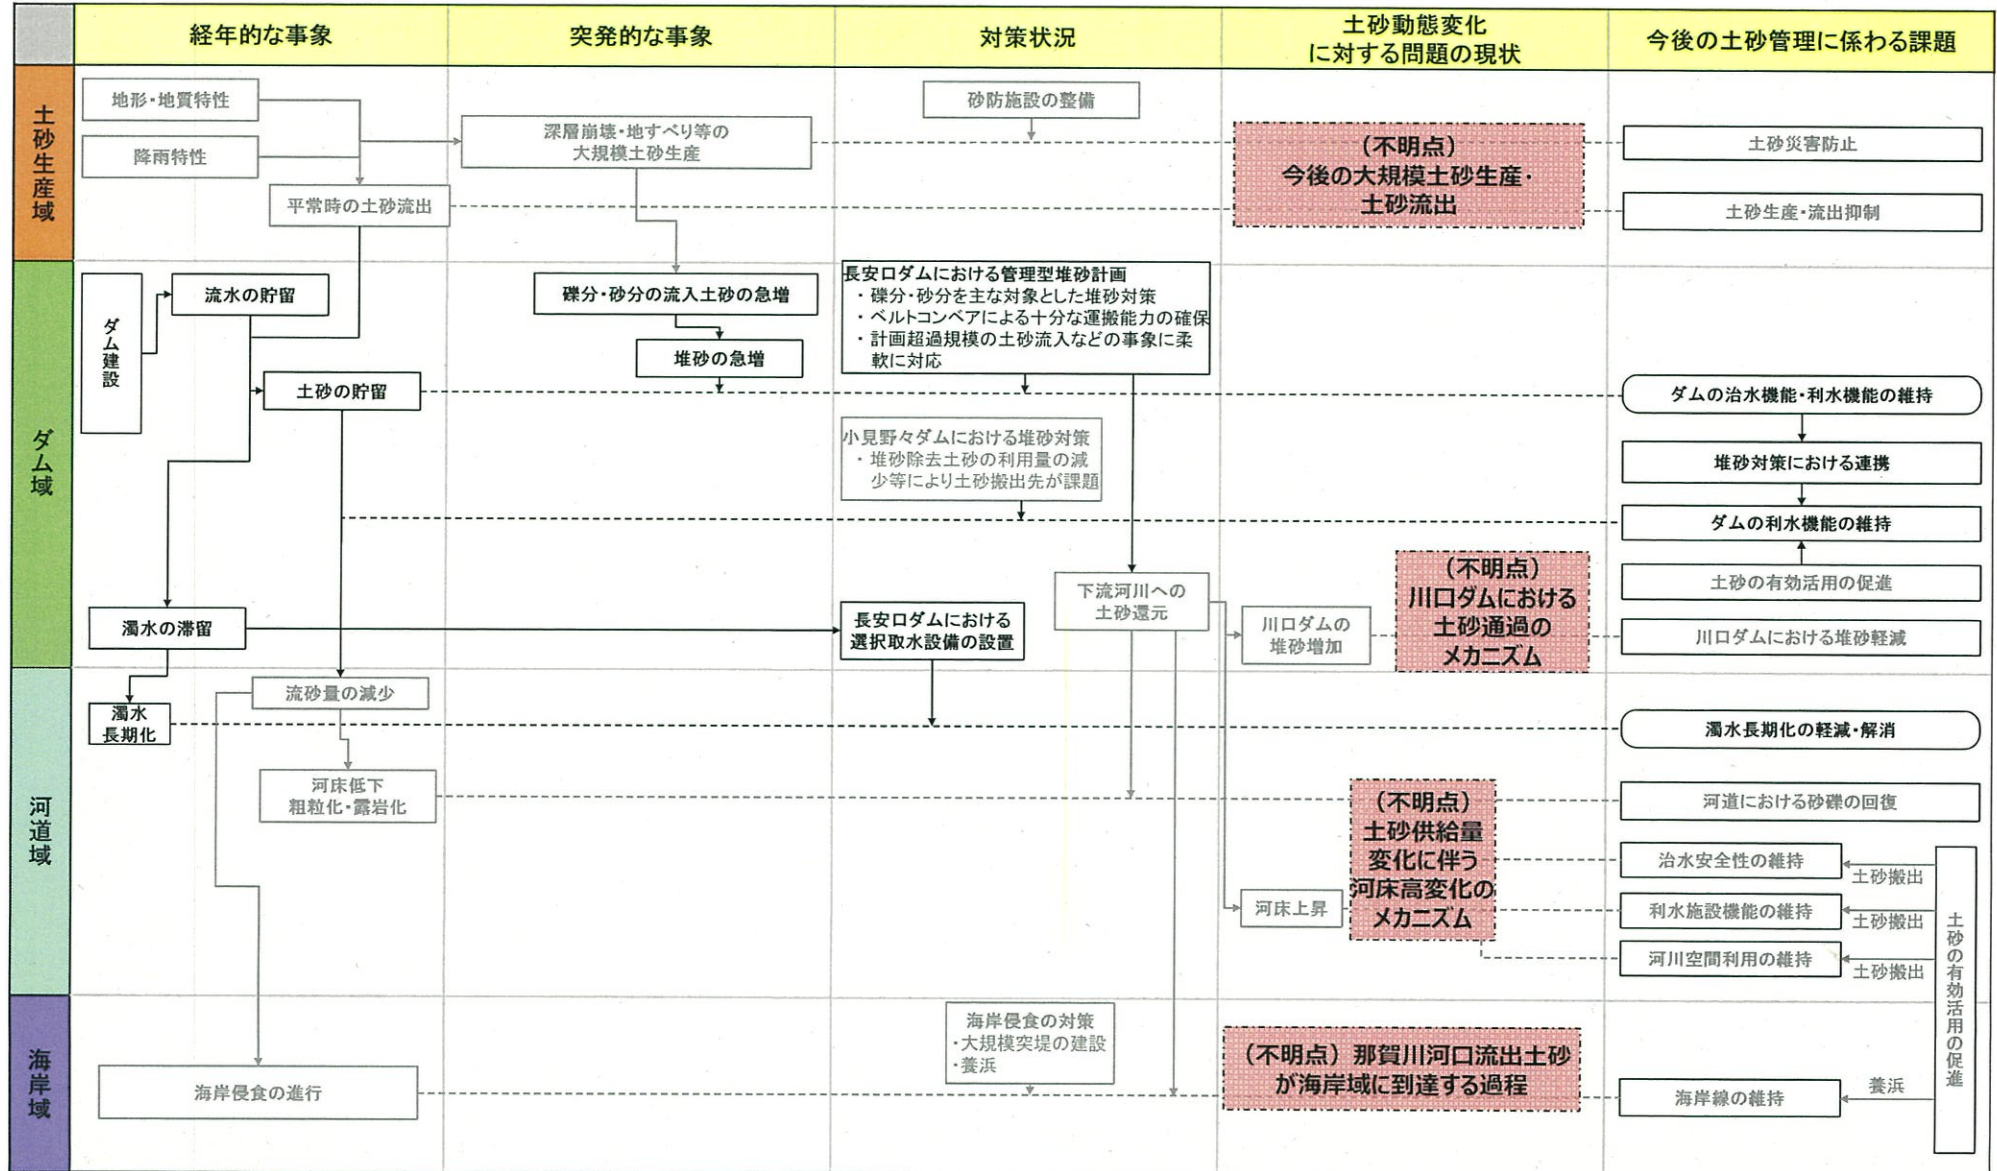 経年的な事象
突発的な事象
対策状況
土砂動態変化
に対する問題の現状
今後の土砂管理に係わる課題
土砂生産域
地形・地質特性
降雨特性
平常時の土砂流出
深層崩壊・地すべり等の
大規模土砂生産
砂防施設の整備
（不明点）
今後の大規模土砂生産・
土砂流出
土砂災害防止
土砂生産・流出抑制
ダム域
ダム建設
流水の貯留
土砂の貯留
濁水の滞留
礫分・砂分の流入土砂の急増
堆砂の急増
長安口ダムにおける管理型堆砂計画
・礫分・砂分を主な対象とした堆砂対策
・ベルトコンベアによる十分な運搬能力の確保
・計画超過規模の土砂流入などの事象に柔
軟に対応
小見野々ダムにおける堆砂対策
・堆砂除去土砂の利用量の減
少等により土砂搬出先が課題
下流河川への
土砂還元
長安口ダムにおける
選択取水設備の設置
川口ダムの
堆砂増加
（不明点）
川口ダムにおける
土砂通過の
メカニズム
ダムの治水機能・利水機能の維持
堆砂対策における連携
ダムの利水機能の維持
土砂の有効活用の促進
川口ダムにおける堆砂軽減
河道域
流砂量の減少
濁水
長期化
河床低下
粗粒化・露岩化
河床上昇
（不明点）
土砂供給量
変化に伴う
河床高変化の
メカニズム
濁水長期化の軽減・解消
河道における砂礫の回復
治水安全性の維持
土砂搬出
利水施設機能の維持
土砂搬出
河川空間利用の維持
土砂搬出
土砂の有効活用の促進
海岸域
海岸侵食の進行
海岸侵食の対策
・大規模突堤の建設
・養浜
（不明点）那賀川河口流出土砂
が海岸域に到達する過程
海岸線の維持
養浜